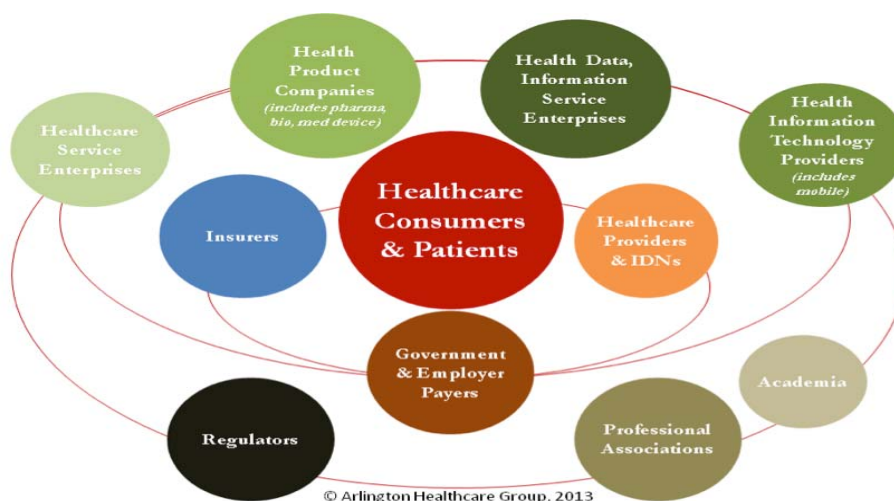 Health
Product
Companies
(includes pharma,
bio, med device)
Health Data,
Information
Service
Enterprises
Healthcare
Service
Enterprises
Health
Information
Technology
Providers
(includes
mobile)
Insurers
Healthcare
Consumers
& Patients
Healthcare
Providers
& IDNs
Government
& Employer
Payers
Academia
Regulators
Professional
Associations
© Arlington Healthcare Group, 2013